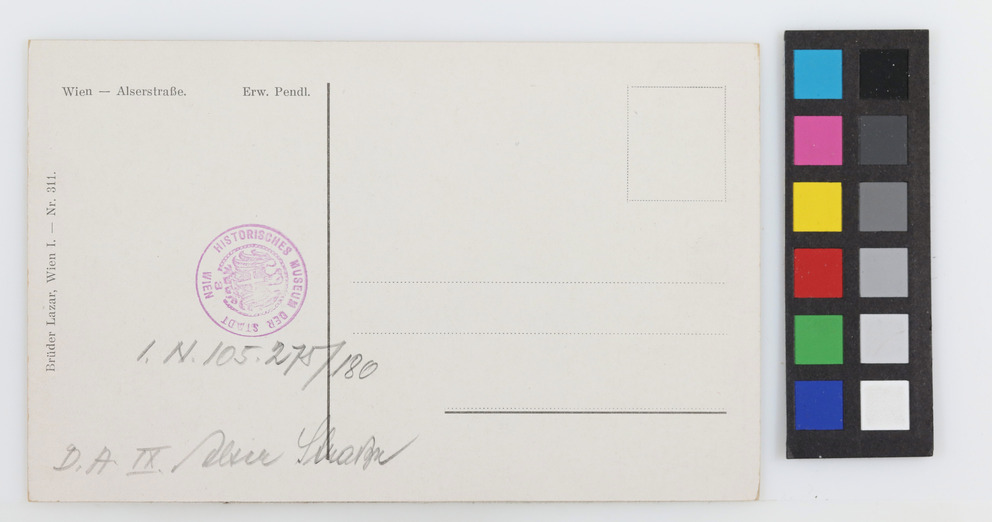 Wien — Alserstraße.
Erw. Pendl.
Brüder Lazar, Wien I. — Nr. 311.
HISTORISCHES MUSEUM DER STADT WIEN
I. N. 105.275/180
D. A. IX. Alser Straße